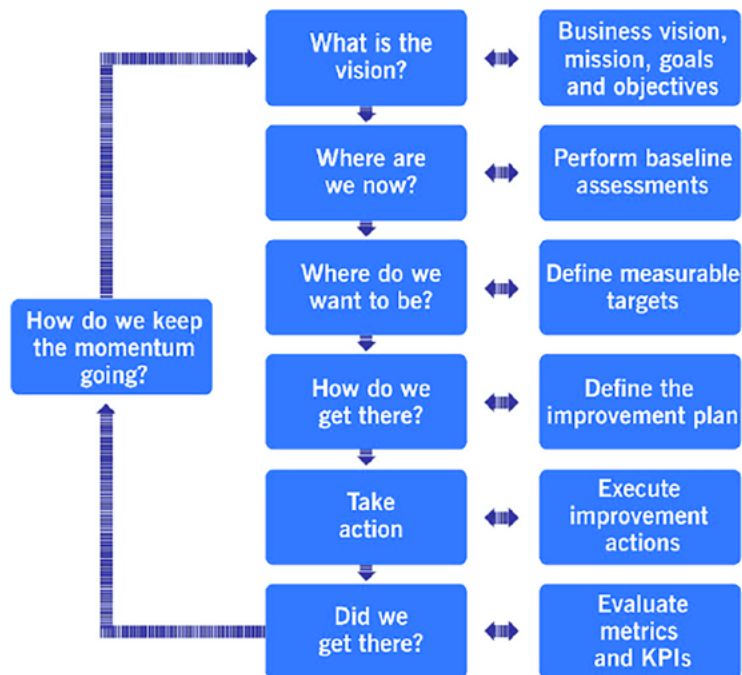 What is the
vision?
Business vision,
mission, goals
and objectives
Where are
we now?
Perform baseline
assessments
Where do we
want to be?
Define measurable
targets
How do we keep
the momentum
going?
How do we
get there?
Define the
improvement plan
Take
action
Execute
improvement
actions
Did we
get there?
Evaluate
metrics
and KPIs